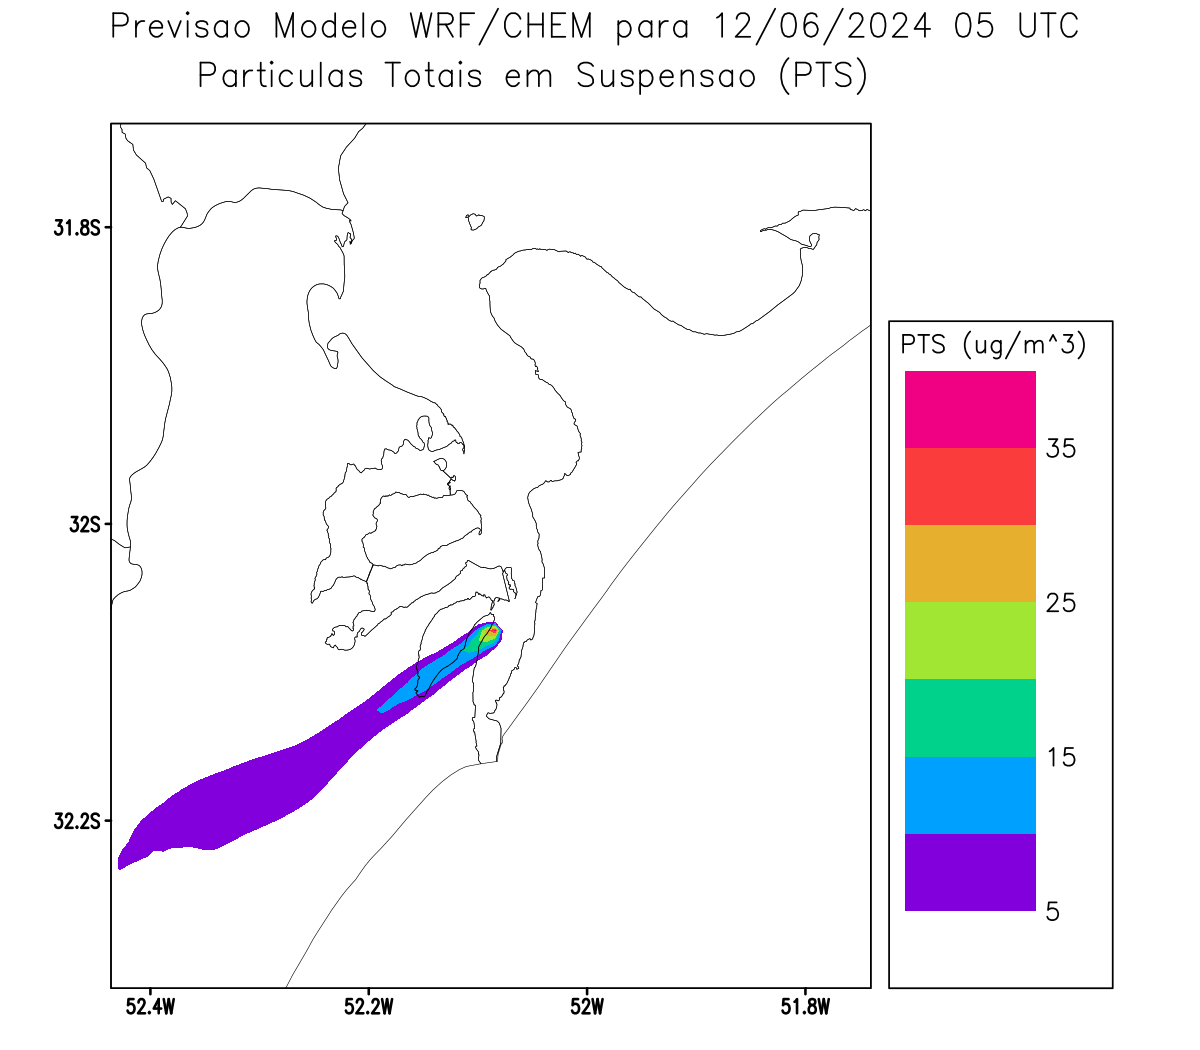 Previsao Modelo WRF/CHEM para 12/06/2024 05 UTC
Particulas Totais em Suspensao (PTS)
31.8S
32S
32.2S
52.4W
52.2W
52W
51.8W
PTS (ug/m^3)
35
25
15
5